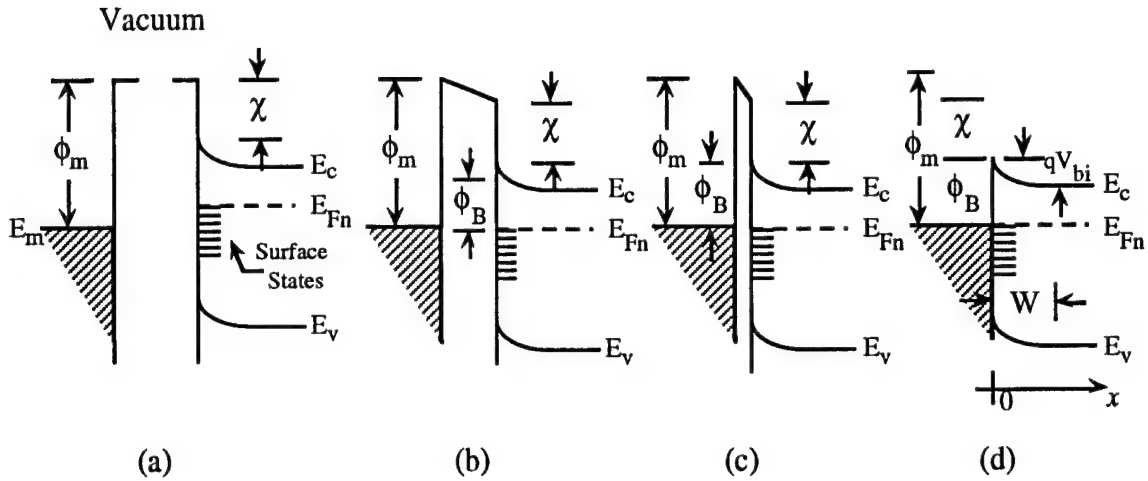 Vacuum
χ
ϕm
Ec
EFn
Em
Surface
States
Ev
(a)
χ
ϕm
ϕB
Ec
EFn
Ev
(b)
χ
ϕm
ϕB
Ec
EFn
Ev
(c)
χ
ϕm
qVbi
ϕB
Ec
EFn
W
Ev
0
x
(d)